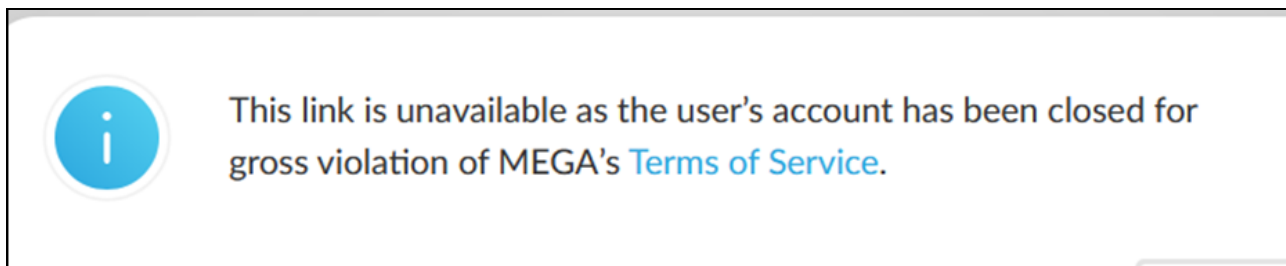 This link is unavailable as the user’s account has been closed for
gross violation of MEGA’s Terms of Service.